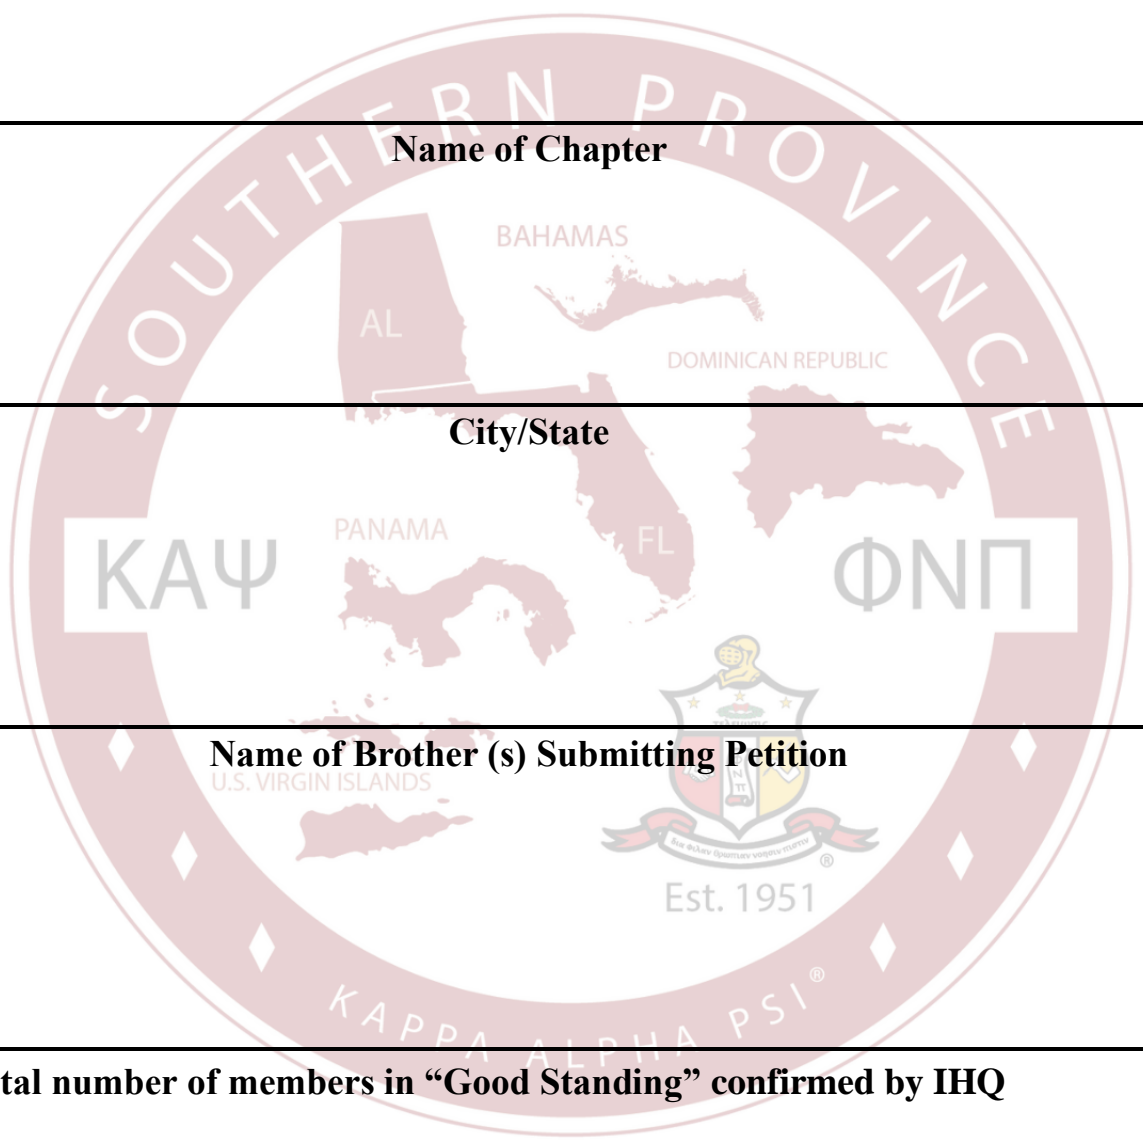 SOUTHERN PROVINCE
Name of Chapter
BAHAMAS
AL
DOMINICAN REPUBLIC
City/State
PANAMA
FL
ΚΑΨ
ΦΝΠ
Name of Brother (s) Submitting Petition
U.S. VIRGIN ISLANDS
®
Est. 1951
KAPPA ALPHA PSI®
tal number of members in “Good Standing” confirmed by IHQ